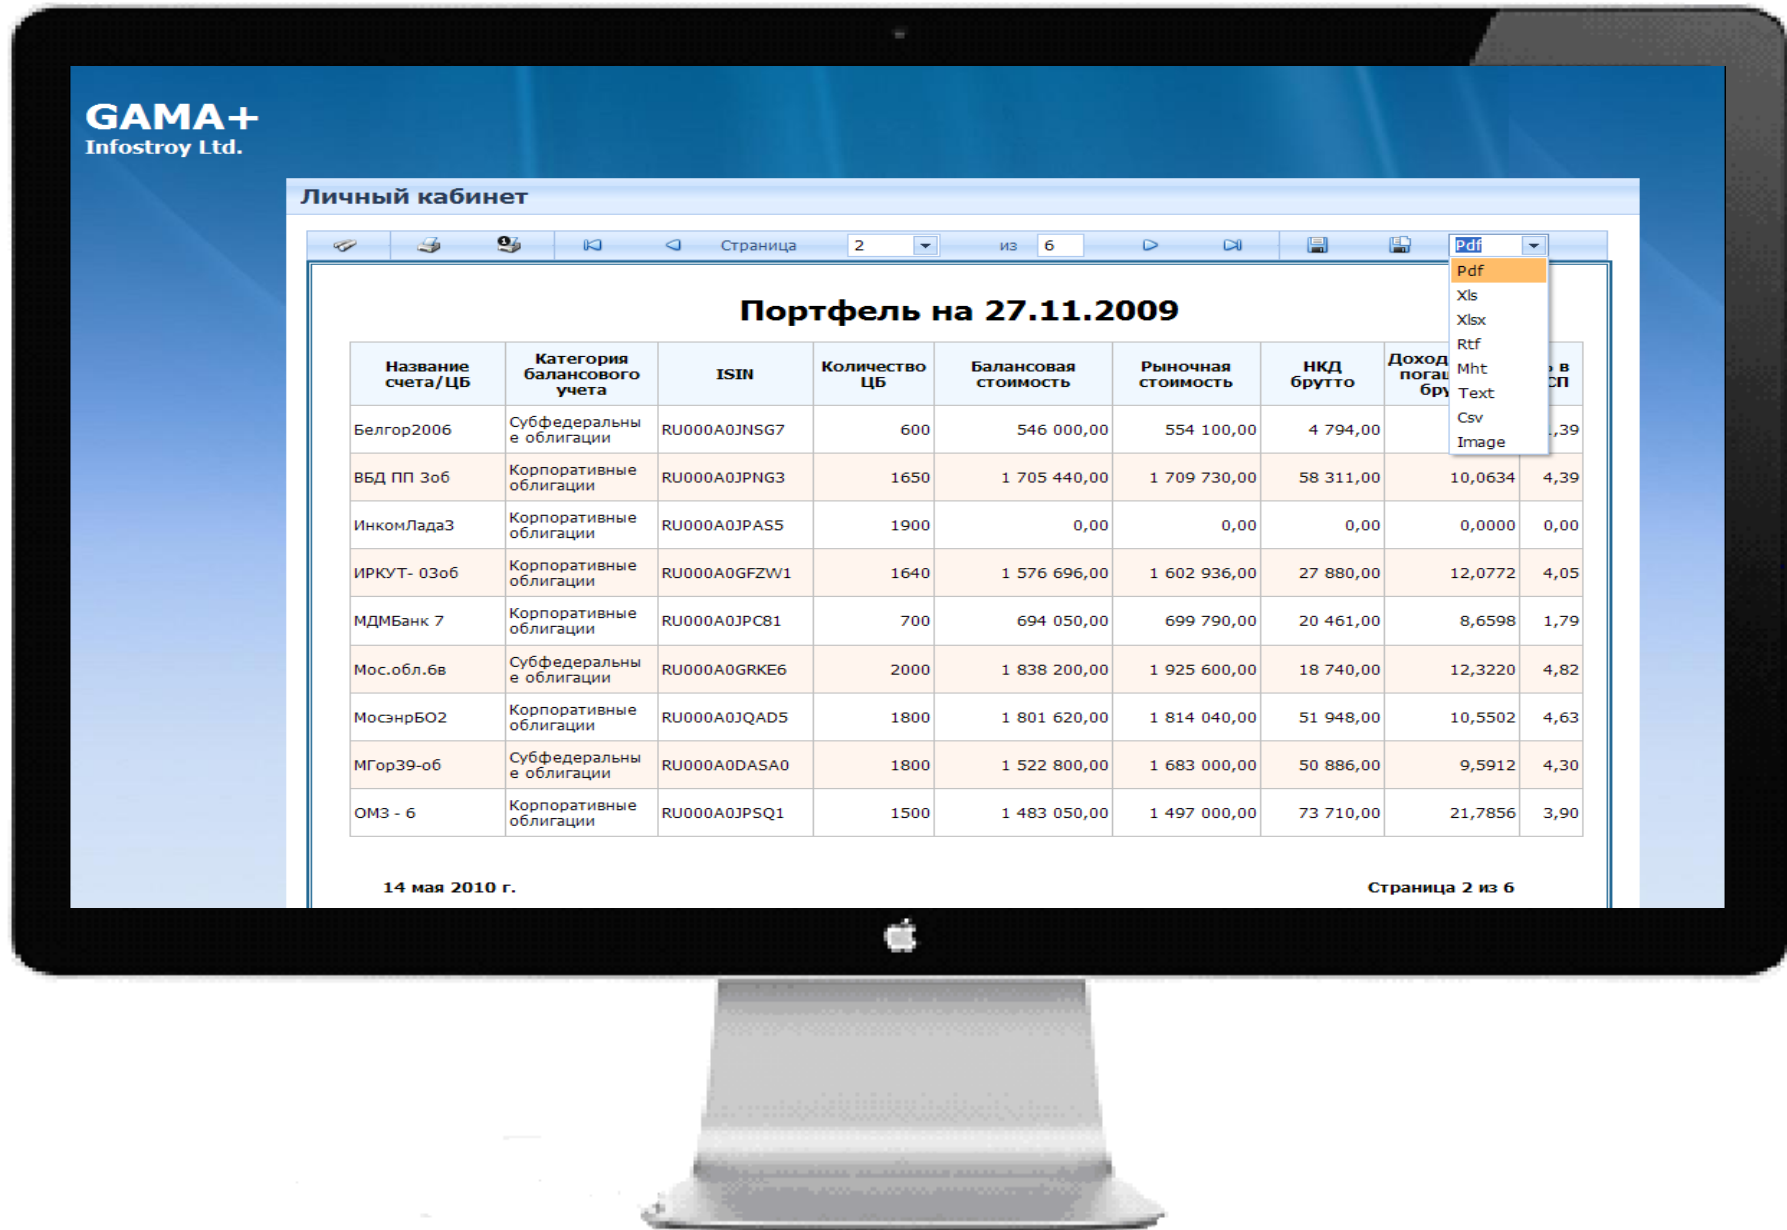 GAMA+
Infostroy Ltd.
Личный кабинет
Страница 2 из 6 Pdf
Pdf
Xls
Xlsx
Rtf
Mht
Text
Csv
Image
Портфель на 27.11.2009
Название счета/ЦБ Категория балансового учета ISIN Количество ЦБ Балансовая стоимость Рыночная стоимость НКД брутто
Белгор2006 Субфедеральные облигации RU000A0JNSG7 600 546 000,00 554 100,00 4 794,00
ВБД ПП 3об Корпоративные облигации RU000A0JPNG3 1650 1 705 440,00 1 709 730,00 58 311,00 10,0634 4,39
ИнкомЛада3 Корпоративные облигации RU000A0JPAS5 1900 0,00 0,00 0,00 0,0000 0,00
ИРКУТ- 03об Корпоративные облигации RU000A0GFZW1 1640 1 576 696,00 1 602 936,00 27 880,00 12,0772 4,05
МДМБанк 7 Корпоративные облигации RU000A0JPC81 700 694 050,00 699 790,00 20 461,00 8,6598 1,79
Мос.обл.6в Субфедеральные облигации RU000A0GRKE6 2000 1 838 200,00 1 925 600,00 18 740,00 12,3220 4,82
МосэнрБО2 Корпоративные облигации RU000A0JQAD5 1800 1 801 620,00 1 814 040,00 51 948,00 10,5502 4,63
МГор39-об Субфедеральные облигации RU000A0DASA0 1800 1 522 800,00 1 683 000,00 50 886,00 9,5912 4,30
ОМЗ - 6 Корпоративные облигации RU000A0JPSQ1 1500 1 483 050,00 1 497 000,00 73 710,00 21,7856 3,90
14 мая 2010 г. Страница 2 из 6